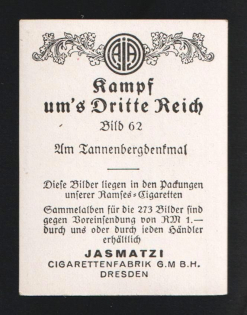 Kampf
um's Dritte Reich
Bild 62
Am Tannenbergdenkmal
Diese Bilder liegen in den Packungen
unserer Ramses-Cigaretten
Sammelalben für die 273 Bilder sind
gegen Voreinsendung von RM 1.—
durch uns oder durch jeden Händler
erhältlich
JASMATZI
CIGARETTENFABRIK G.M B.H.
DRESDEN